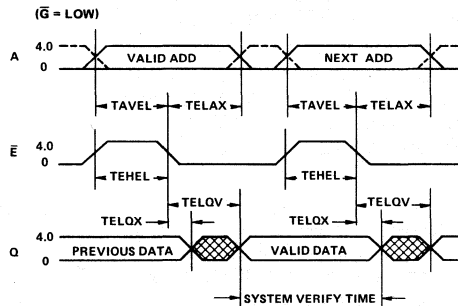 (G̅ = LOW)
A
4.0
0
VALID ADD
NEXT ADD
TAVEL
TELAX
TAVEL
TELAX
E̅
4.0
0
TEHEL
TEHEL
TELQV
TELQV
TELQX
TELQX
Q
4.0
0
PREVIOUS DATA
VALID DATA
SYSTEM VERIFY TIME